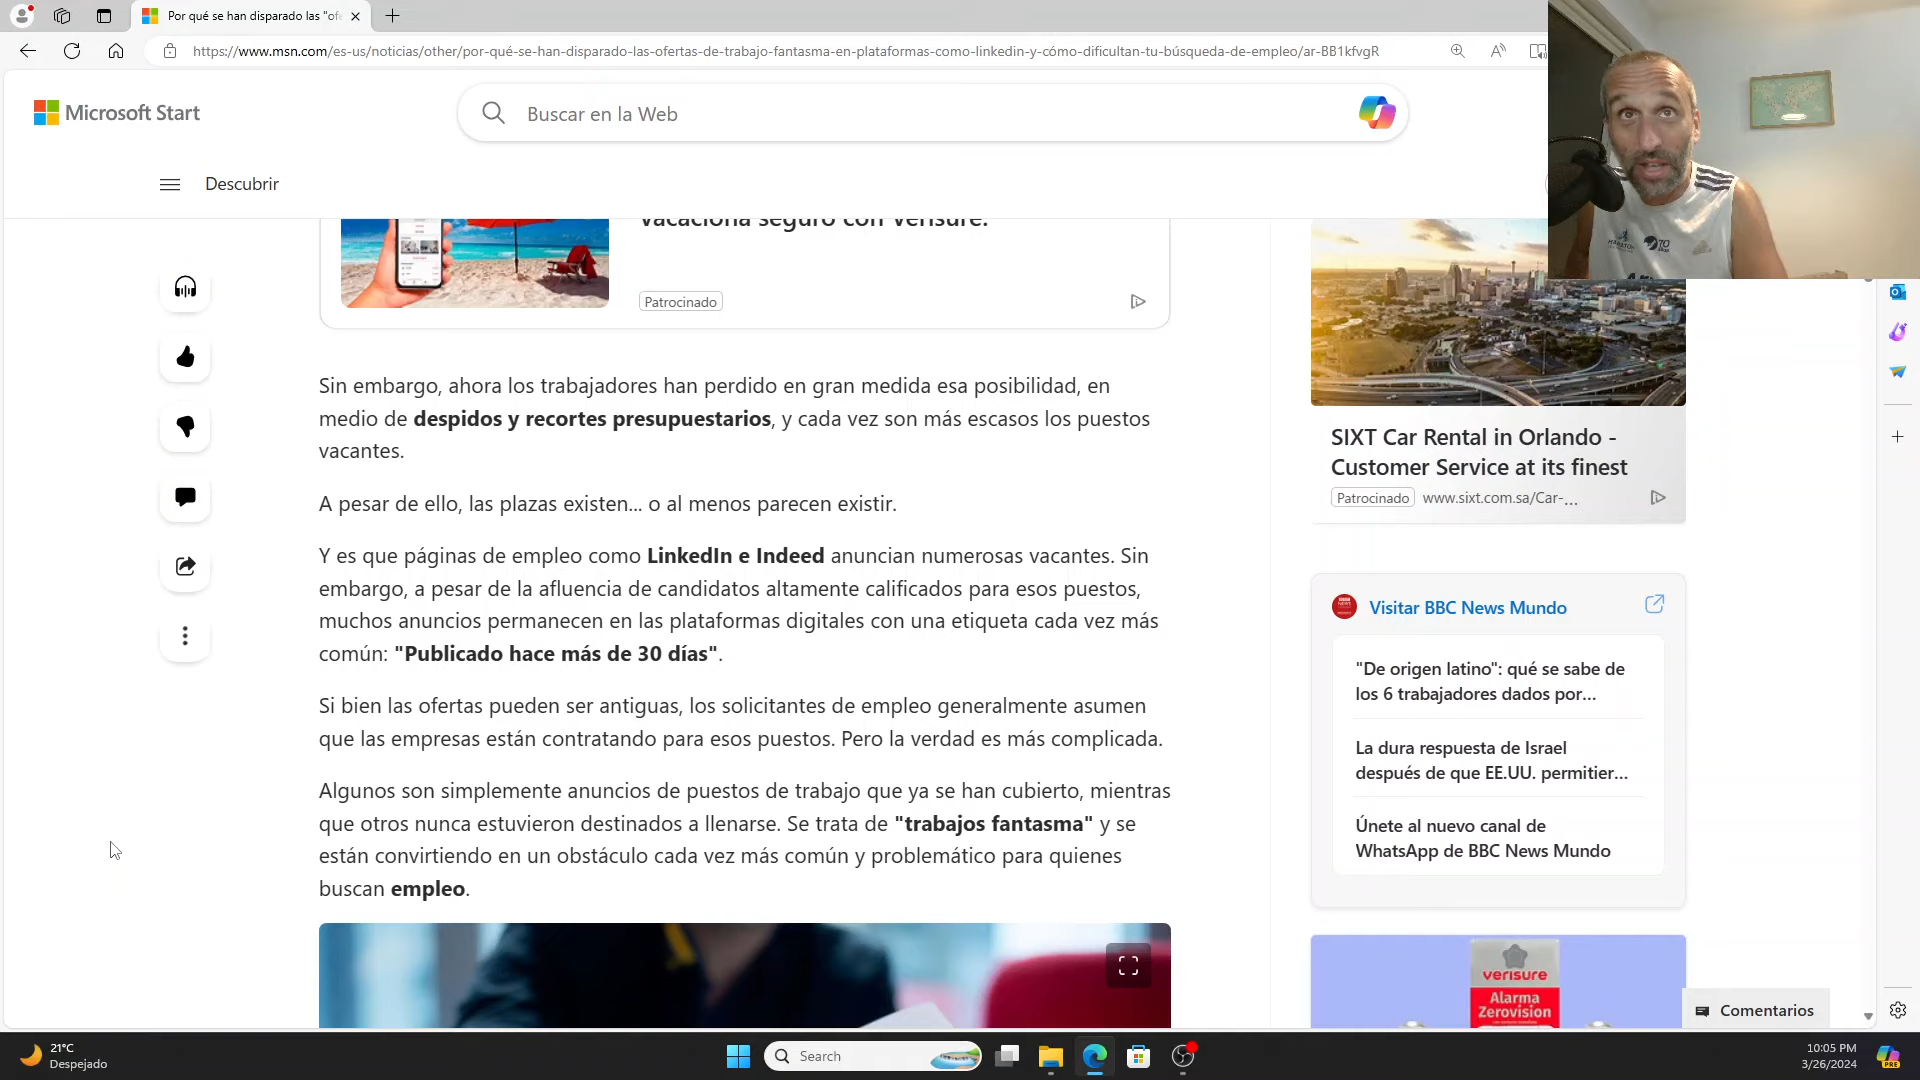 Por qué se han disparado las "ofe
https://www.msn.com/es-us/noticias/other/por-qué-se-han-disparado-las-ofertas-de-trabajo-fantasma-en-plataformas-como-linkedin-y-cómo-dificultan-tu-búsqueda-de-empleo/ar-BB1kfvgR
Microsoft Start
Buscar en la Web
Descubrir
vacaciona seguro con Verisure.
Patrocinado
Sin embargo, ahora los trabajadores han perdido en gran medida esa posibilidad, en
medio de despidos y recortes presupuestarios, y cada vez son más escasos los puestos
vacantes.
A pesar de ello, las plazas existen... o al menos parecen existir.
Y es que páginas de empleo como LinkedIn e Indeed anuncian numerosas vacantes. Sin
embargo, a pesar de la afluencia de candidatos altamente calificados para esos puestos,
muchos anuncios permanecen en las plataformas digitales con una etiqueta cada vez más
común: "Publicado hace más de 30 días".
Si bien las ofertas pueden ser antiguas, los solicitantes de empleo generalmente asumen
que las empresas están contratando para esos puestos. Pero la verdad es más complicada.
Algunos son simplemente anuncios de puestos de trabajo que ya se han cubierto, mientras
que otros nunca estuvieron destinados a llenarse. Se trata de "trabajos fantasma" y se
están convirtiendo en un obstáculo cada vez más común y problemático para quienes
buscan empleo.
SIXT Car Rental in Orlando -
Customer Service at its finest
Patrocinado www.sixt.com.sa/Car-...
Visitar BBC News Mundo
"De origen latino": qué se sabe de
los 6 trabajadores dados por...
La dura respuesta de Israel
después de que EE.UU. permitier...
Únete al nuevo canal de
WhatsApp de BBC News Mundo
verisure
Alarma
Zerovision
Comentarios
21°C
Despejado
Search
10:05 PM
3/26/2024
PRE